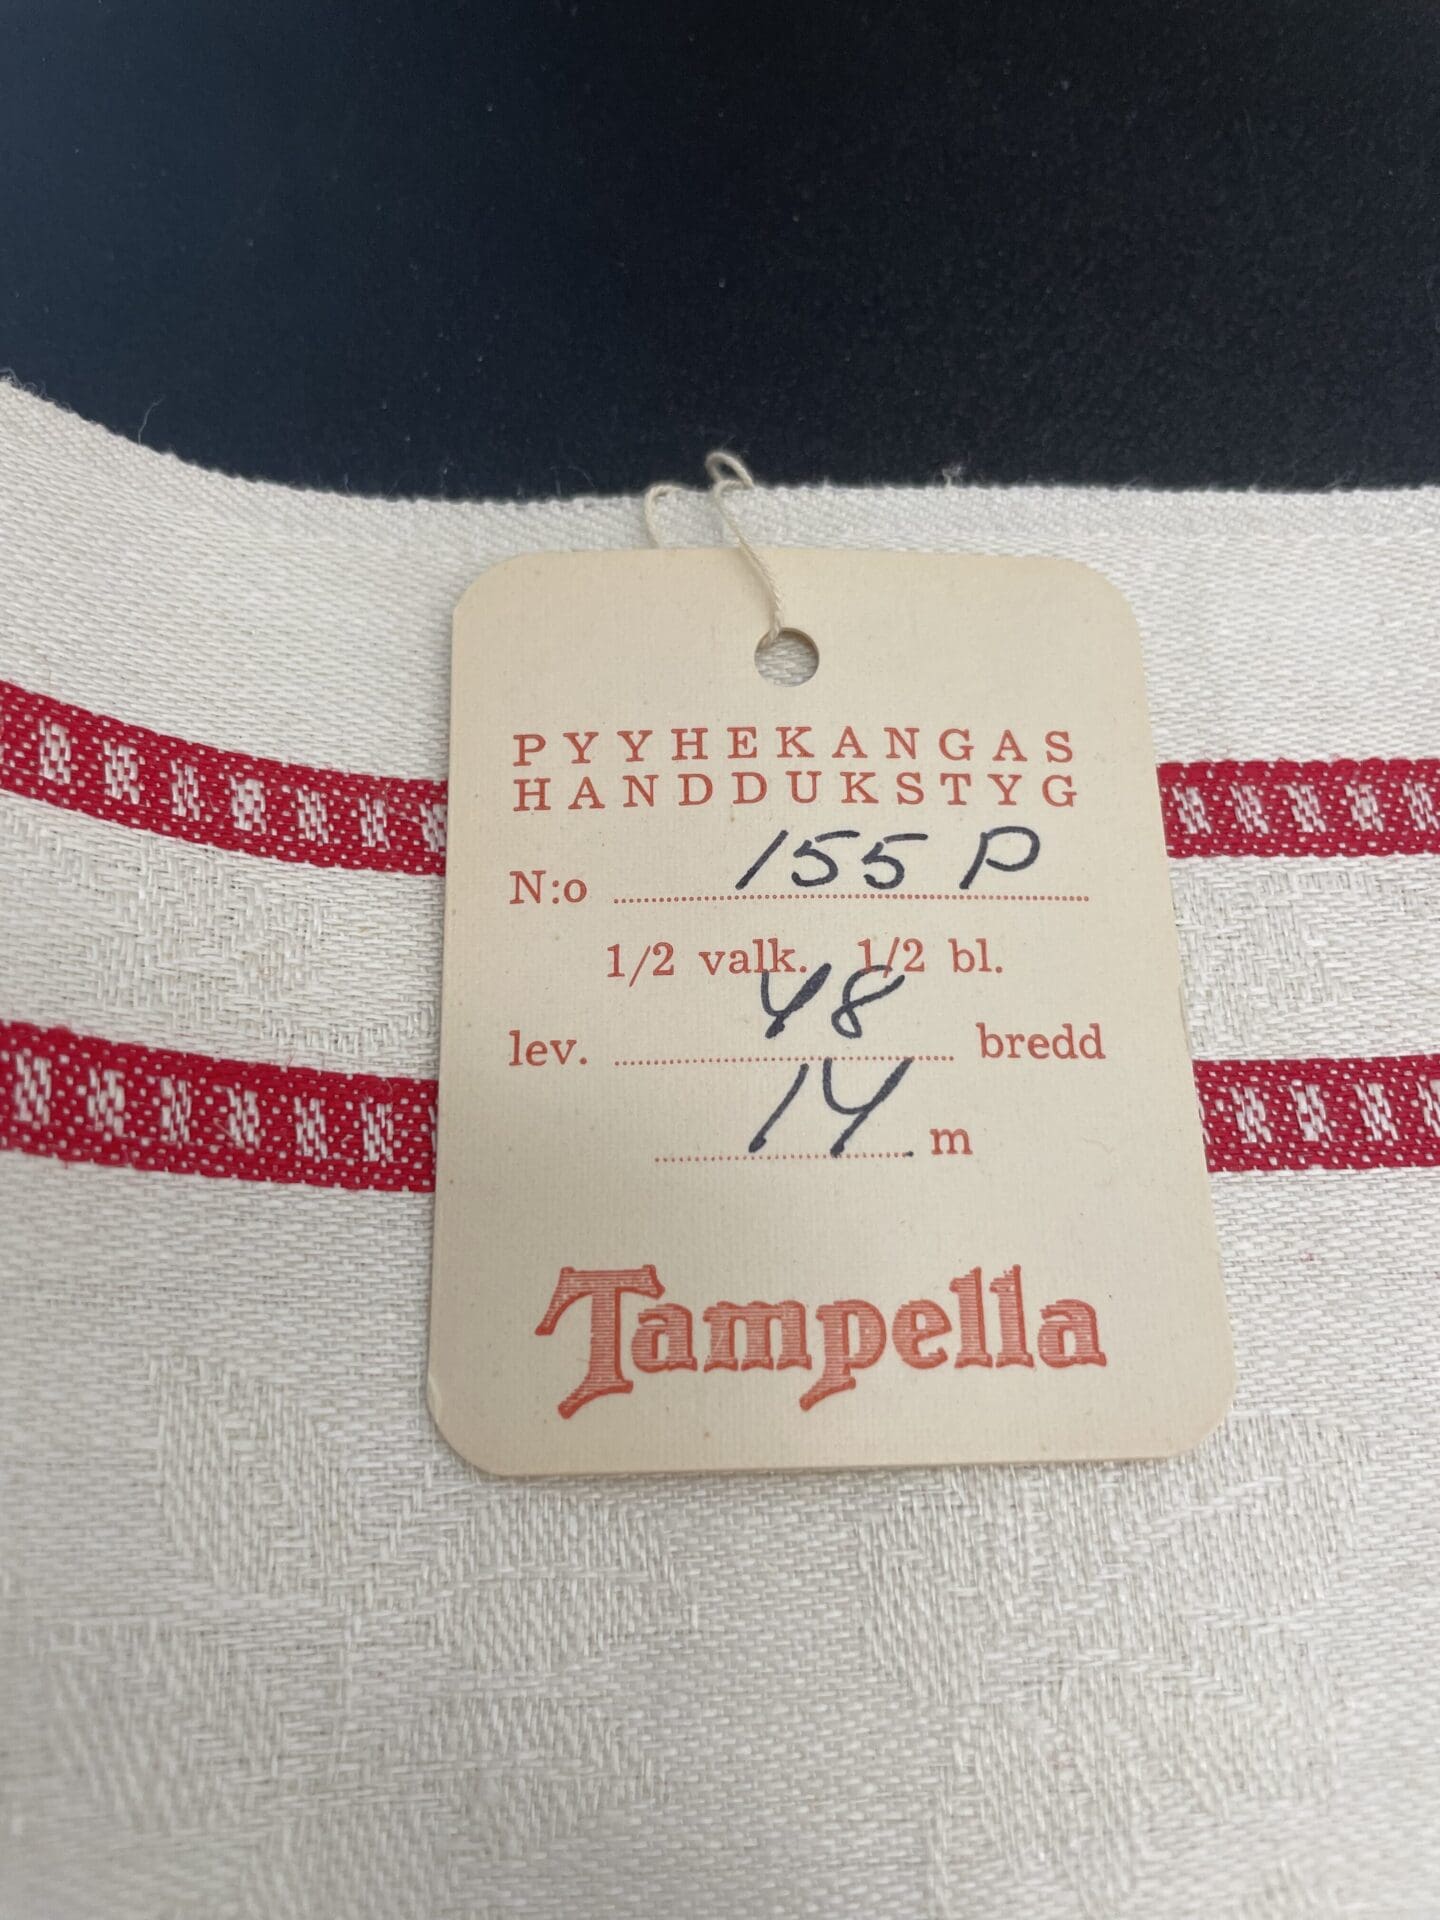 PYYHEKANGAS
HANDDUKSTYG
N:o 155 P
1/2 valk. 1/2 bl.
lev. 48 bredd
14 m
Tampella